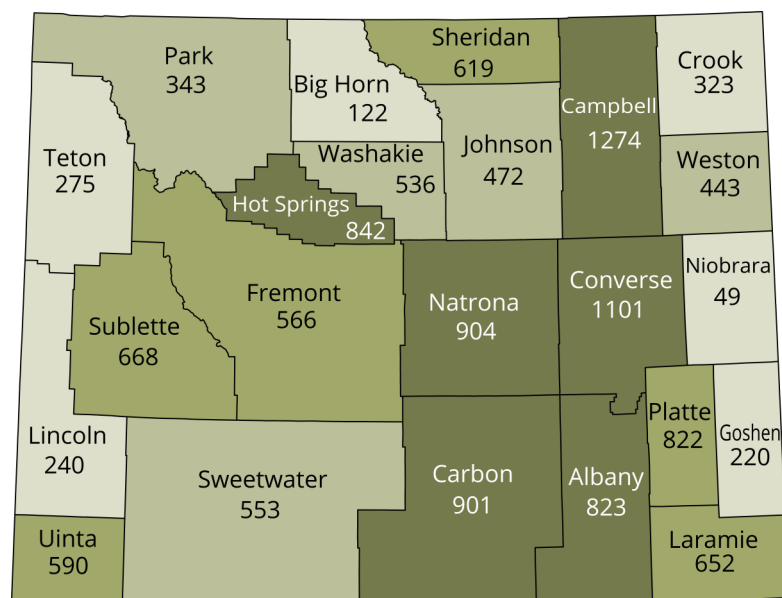 Park
343
Sheridan
619
Big Horn
122
Campbell
1274
Crook
323
Teton
275
Washakie
536
Johnson
472
Weston
443
Hot Springs
842
Fremont
566
Natrona
904
Converse
1101
Niobrara
49
Sublette
668
Lincoln
240
Sweetwater
553
Carbon
901
Albany
823
Platte
822
Goshen
220
Uinta
590
Laramie
652